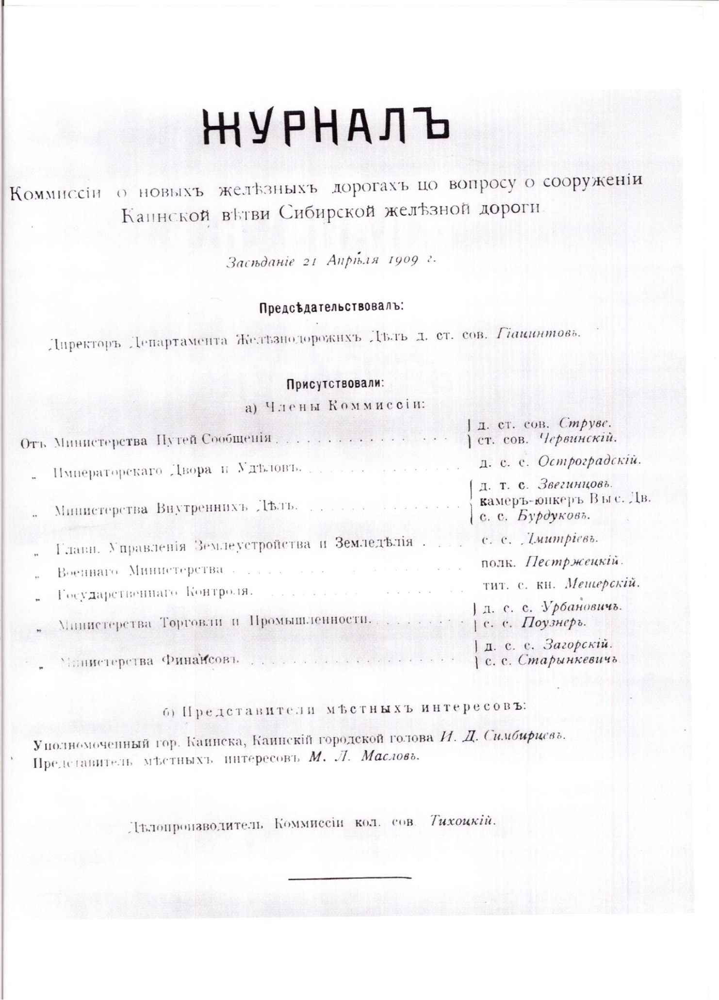 ЖУРНАЛЪ
Коммиссіи о новыхъ желѣзныхъ дорогахъ по вопросу о сооруженіи
Каинской вѣтви Сибирской желѣзной дороги
Засѣданіе 21 Апрѣля 1909 г.
Предсѣдательствовалъ:
Директоръ Департамента Желѣзнодорожихъ Дѣлъ д. ст. сов. Гіацинтовъ.
Присутствовали:
а) Члены Коммиссіи:
д. ст. сов. Струве.
Отъ Министерства Путей Сообщенія . . . . . . . . . . . . . . . ст. сов. Червинскій.
„ Императорскаго Двора и Удѣловъ. . . . . . . . . . . . д. с. с. Остроградскій.
д. т. с. Звегинцовъ.
„ Министерства Внутреннихъ Дѣлъ. . . . . . . . . . . . . камеръ-юнкеръ Выс. Дв.
с. с. Бурдуковъ.
„ Главн. Управленія Землеустройства и Земледѣлія . . . . с. с. Дмитріевъ.
„ Военнаго Министерства . . . . . . . . . . . полк. Пестржецкій.
„ Государственнаго Контроля. . . . . . . . . . . тит. с. кн. Мещерскій.
д. с. с. Урбановичъ.
„ Министерства Торговли и Промышленности. . . . . . . . . с. с. Поузнеръ.
д. с. с. Загорскій.
„ Министерства Финансовъ . . . . . . . . . . . . . . . . с. с. Старынкевичъ
б) Представители мѣстныхъ интересовъ:
Уполномоченный гор. Каинска, Каинскій городской голова И. Д. Симбирцевъ.
Представитель мѣстныхъ интересовъ М. Л. Масловъ.
Дѣлопроизводитель Коммиссіи кол. сов. Тихоцкій.